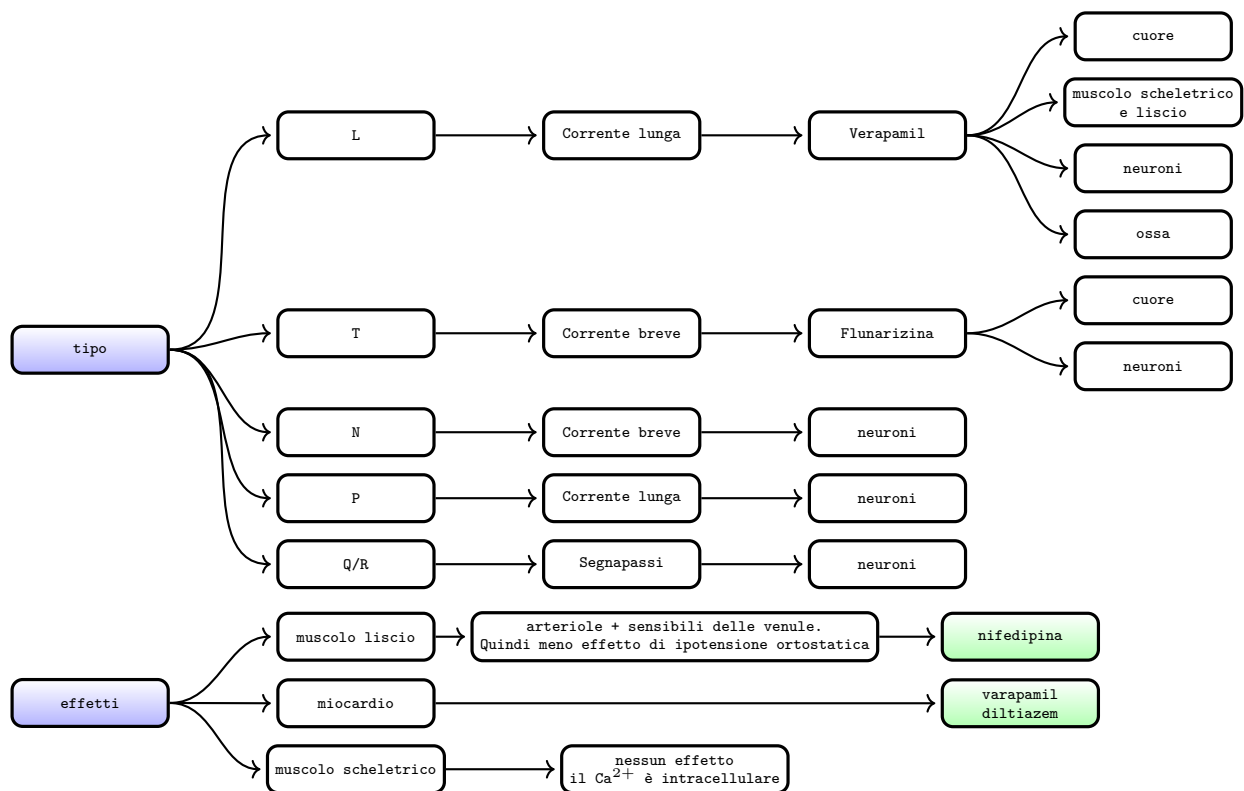 tipo
L
Corrente lunga
Verapamil
cuore
muscolo scheletrico
e liscio
neuroni
ossa
T
Corrente breve
Flunarizina
cuore
neuroni
N
Corrente breve
neuroni
P
Corrente lunga
neuroni
Q/R
Segnapassi
neuroni
effetti
muscolo liscio
arteriole + sensibili delle venule.
Quindi meno effetto di ipotensione ortostatica
nifedipina
miocardio
varapamil
diltiazem
muscolo scheletrico
nessun effetto
il Ca²⁺ è intracellulare